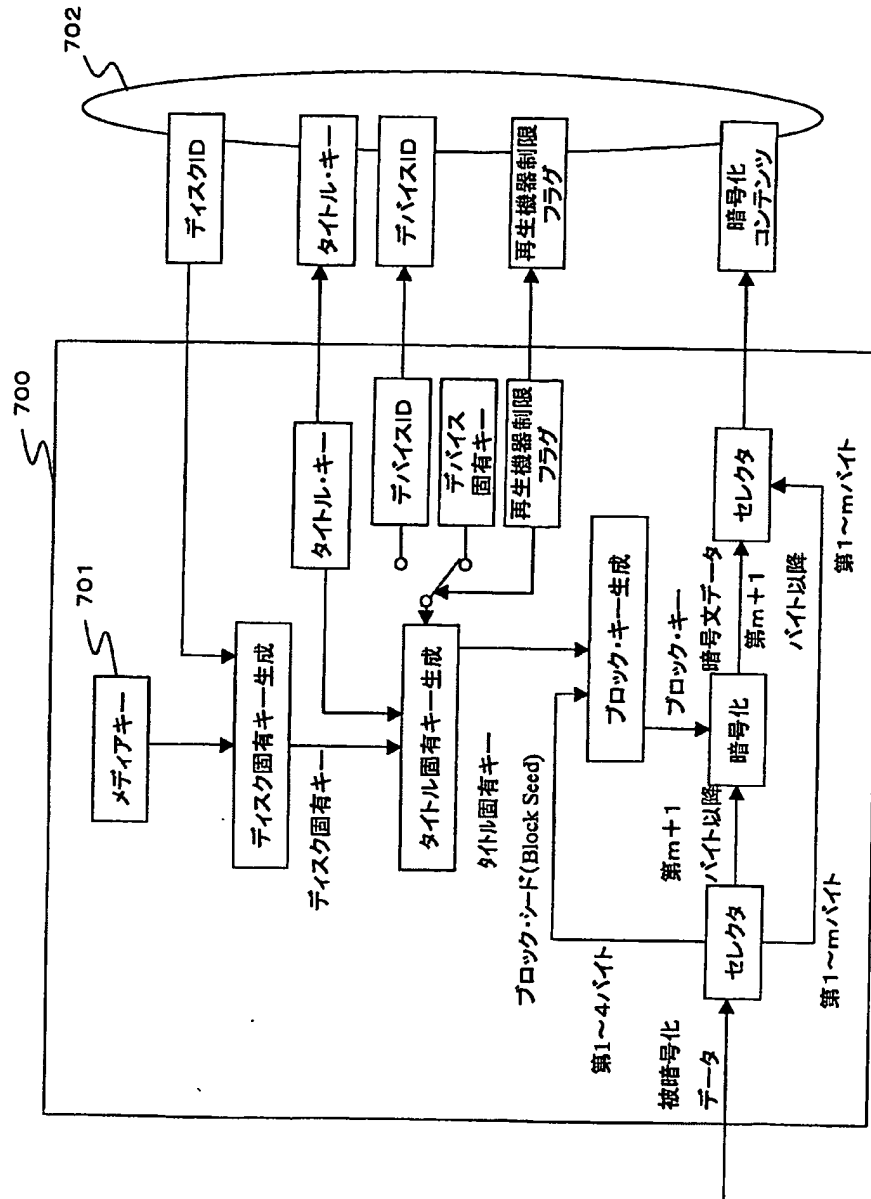 700
701
702
メディアキー
ディスク固有キー生成
ディスク固有キー
タイトル固有キー生成
タイトル固有キー
タイトル・キー
デバイスID
デバイス
固有キー
再生機器制限
フラグ
ディスクID
タイトル・キー
デバイスID
再生機器制限
フラグ
暗号化
コンテンツ
ブロック・シード(Block Seed)
第1~4バイト
ブロック・キー生成
ブロック・キー
被暗号化
データ
セレクタ
第m+1
バイト以降
暗号化
暗号文データ
第m+1
バイト以降
セレクタ
第1~mバイト
第1~mバイト